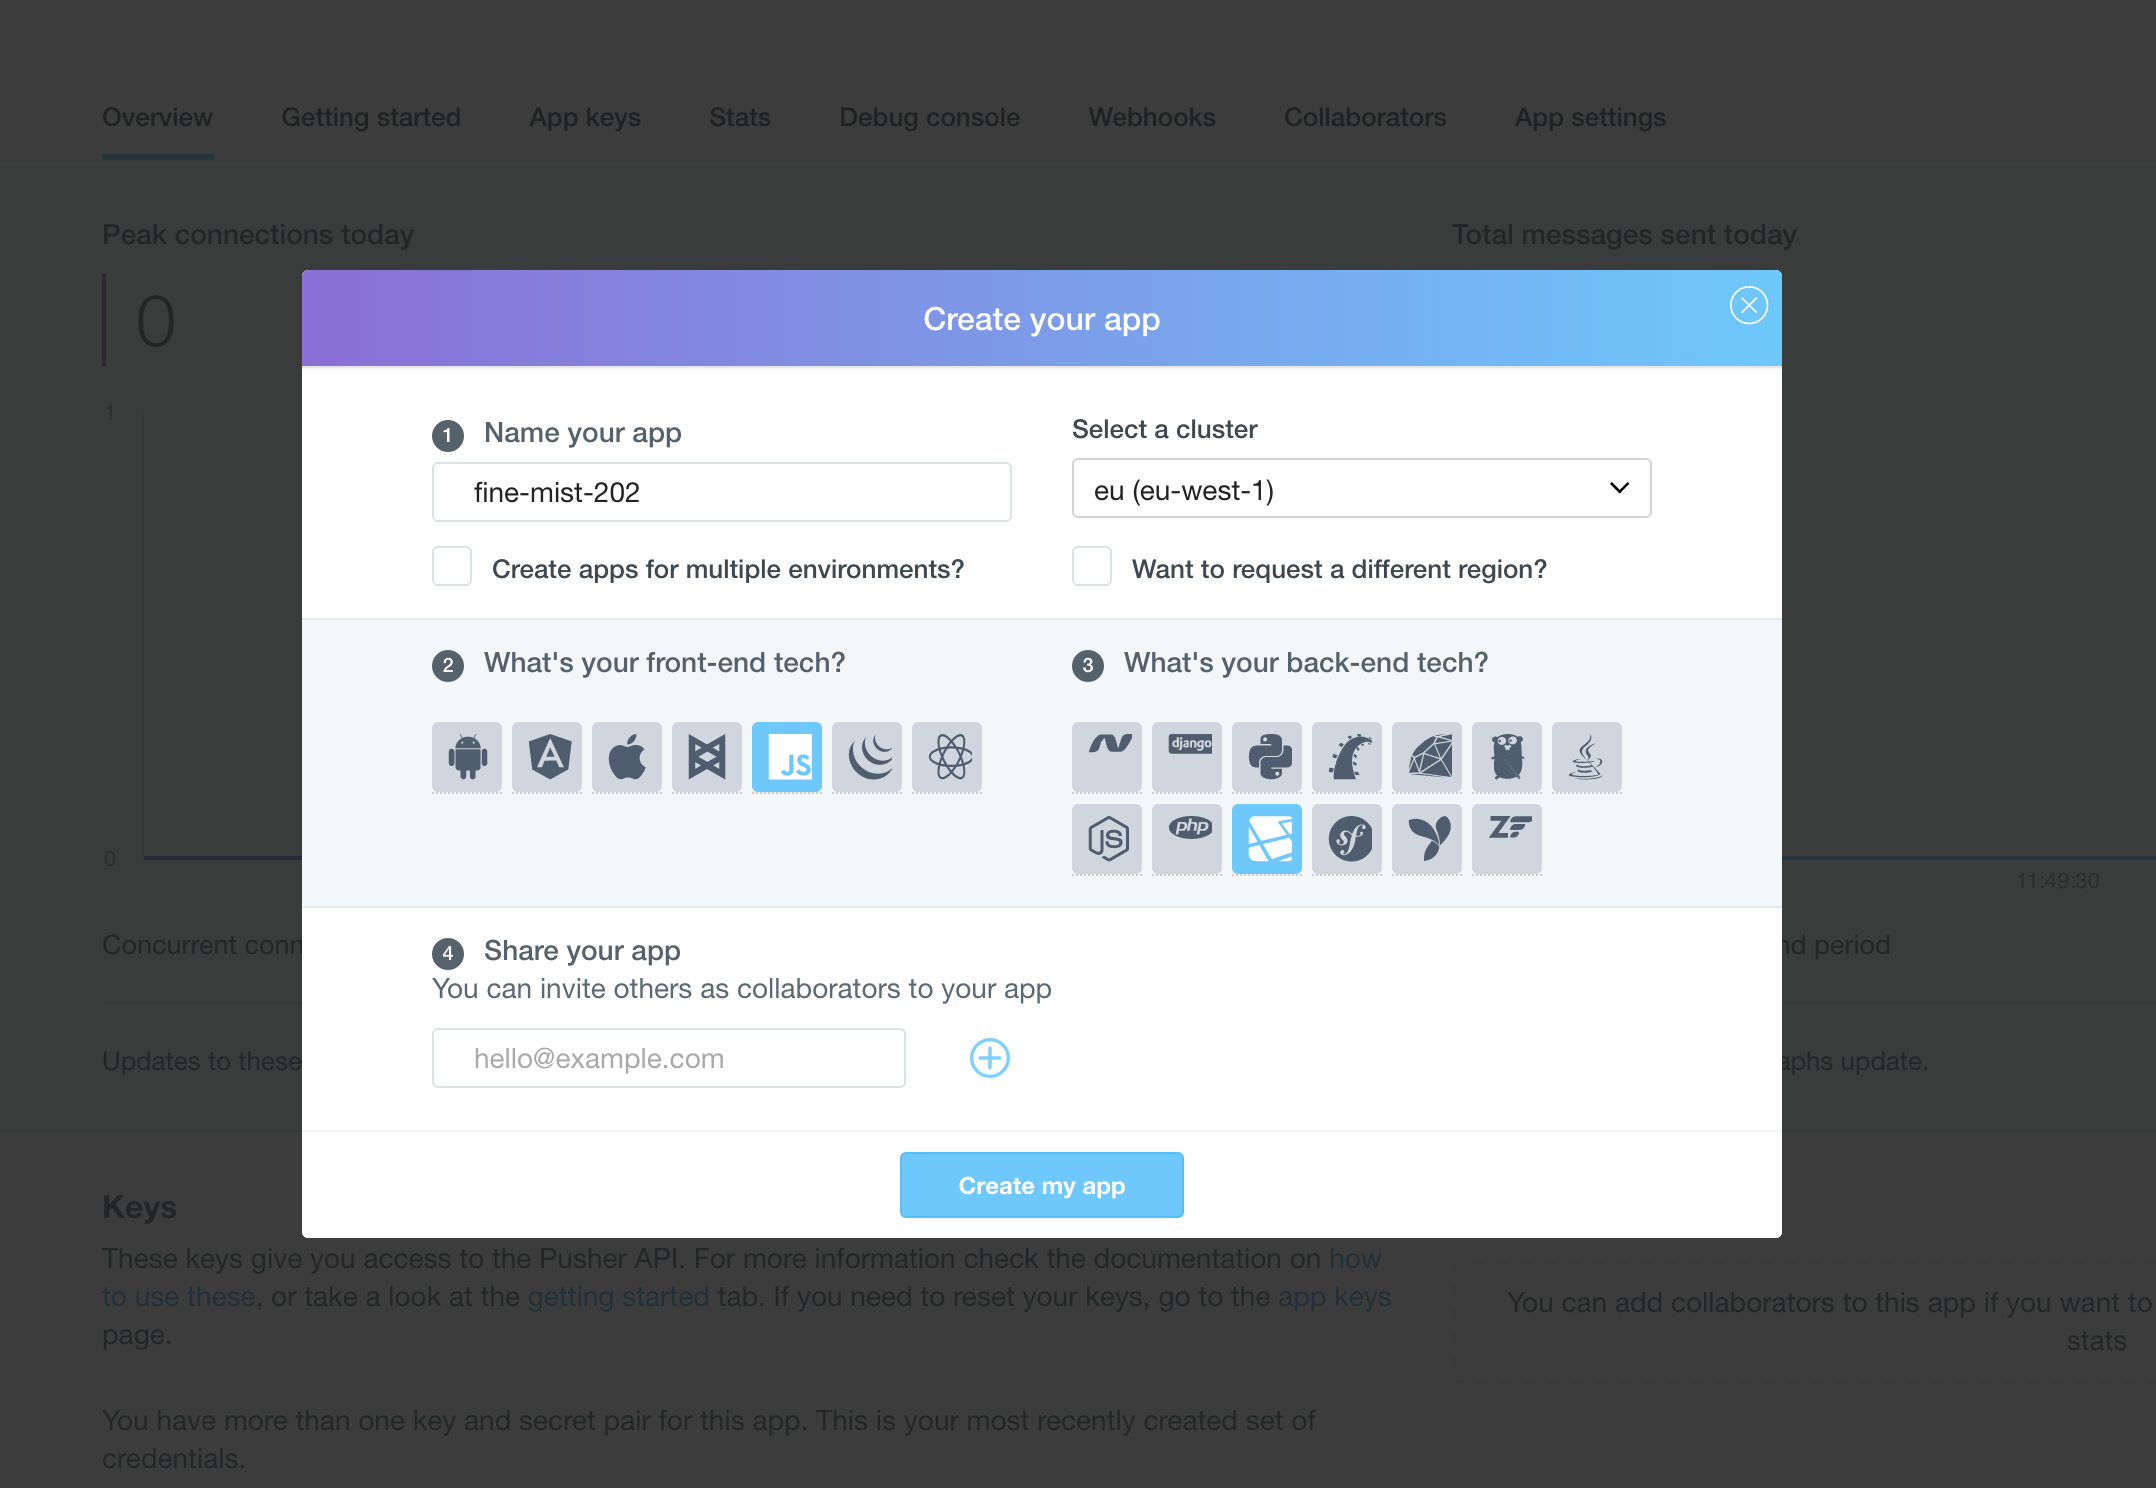 Overview Getting started App keys Stats Debug console Webhooks Collaborators App settings
Peak connections today
Total messages sent today
0
1
0
11:49:30
Create your app
1 Name your app
fine-mist-202
Create apps for multiple environments?
Select a cluster
eu (eu-west-1)
Want to request a different region?
2 What's your front-end tech?
JS
3 What's your back-end tech?
django
JS
php
sf
ZF
4 Share your app
You can invite others as collaborators to your app
hello@example.com
Create my app
Concurrent conn
nd period
Updates to these
aphs update.
Keys
These keys give you access to the Pusher API. For more information check the documentation on how
to use these, or take a look at the getting started tab. If you need to reset your keys, go to the app keys
page.
You have more than one key and secret pair for this app. This is your most recently created set of
credentials.
You can add collaborators to this app if you want to
stats